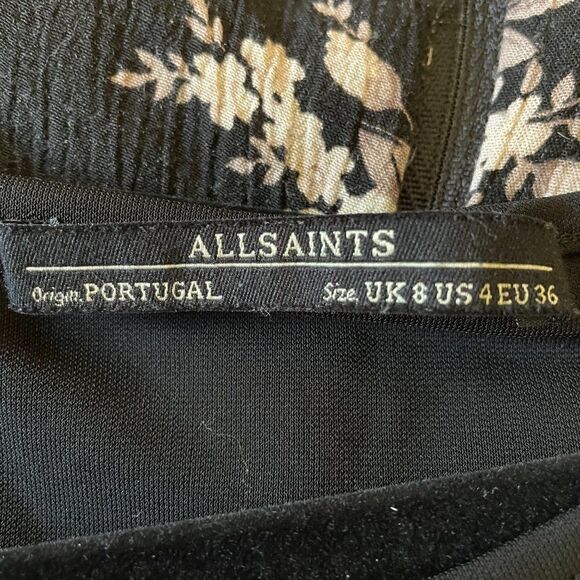 ALLSAINTS
Origin. PORTUGAL Size. UK 8 US 4 EU 36